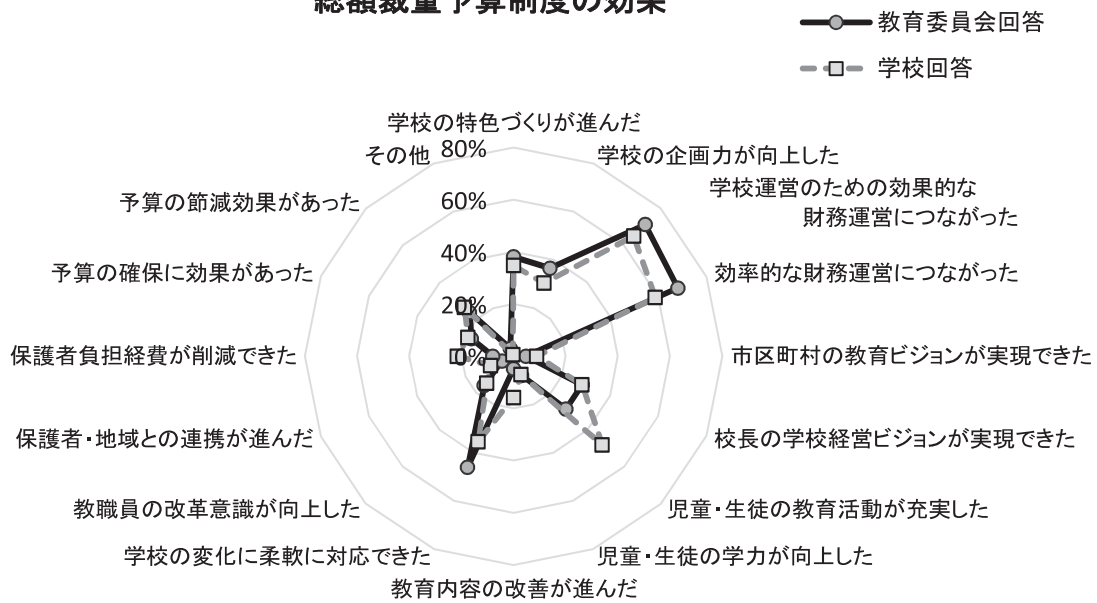 総額裁量予算制度の効果
教育委員会回答
学校回答
学校の特色づくりが進んだ
その他
80%
学校の企画力が向上した
学校運営のための効果的な
財務運営につながった
予算の節減効果があった
60%
予算の確保に効果があった
40%
効率的な財務運営につながった
20%
保護者負担経費が削減できた
0%
市区町村の教育ビジョンが実現できた
保護者・地域との連携が進んだ
校長の学校経営ビジョンが実現できた
教職員の改革意識が向上した
児童・生徒の教育活動が充実した
学校の変化に柔軟に対応できた
児童・生徒の学力が向上した
教育内容の改善が進んだ